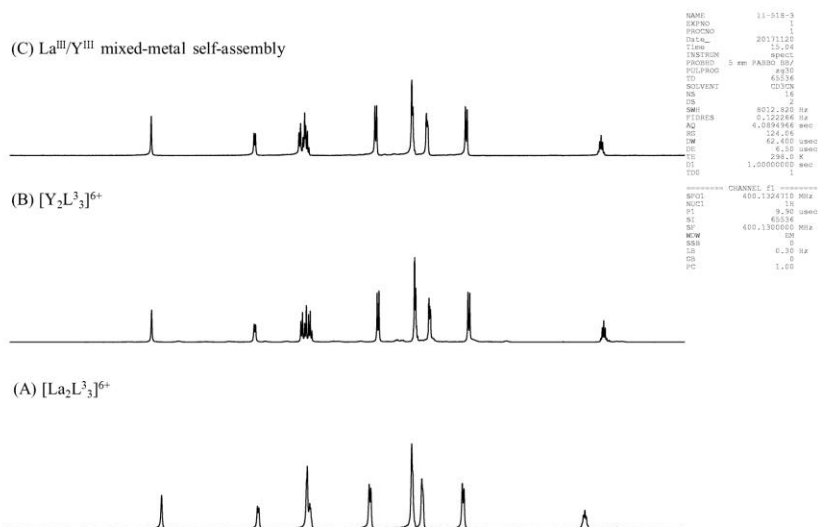 (C) Laᴵᴵᴵ/Yᴵᴵᴵ mixed-metal self-assembly
(B) [Y₂L³₃]⁶⁺
(A) [La₂L³₃]⁶⁺
NAME 11-518-3
EXPNO 1
PROCNO 1
Date_ 20171120
Time 15.04
INSTRUM spect
PROBHD 5 mm PABBO BB/
PULPROG zg30
TD 65536
SOLVENT CD3CN
NS 16
DS 2
SWH 8012.820 Hz
FIDRES 0.122266 Hz
AQ 4.0894966 sec
RG 124.06
DW 62.400 usec
DE 6.50 usec
TE 298.0 K
D1 1.00000000 sec
TD0 1
======== CHANNEL f1 ========
SFO1 400.1324710 MHz
NUC1 1H
P1 9.90 usec
SI 65536
SF 400.1300000 MHz
WDW EM
SSB 0
LB 0.30 Hz
GB 0
PC 1.00